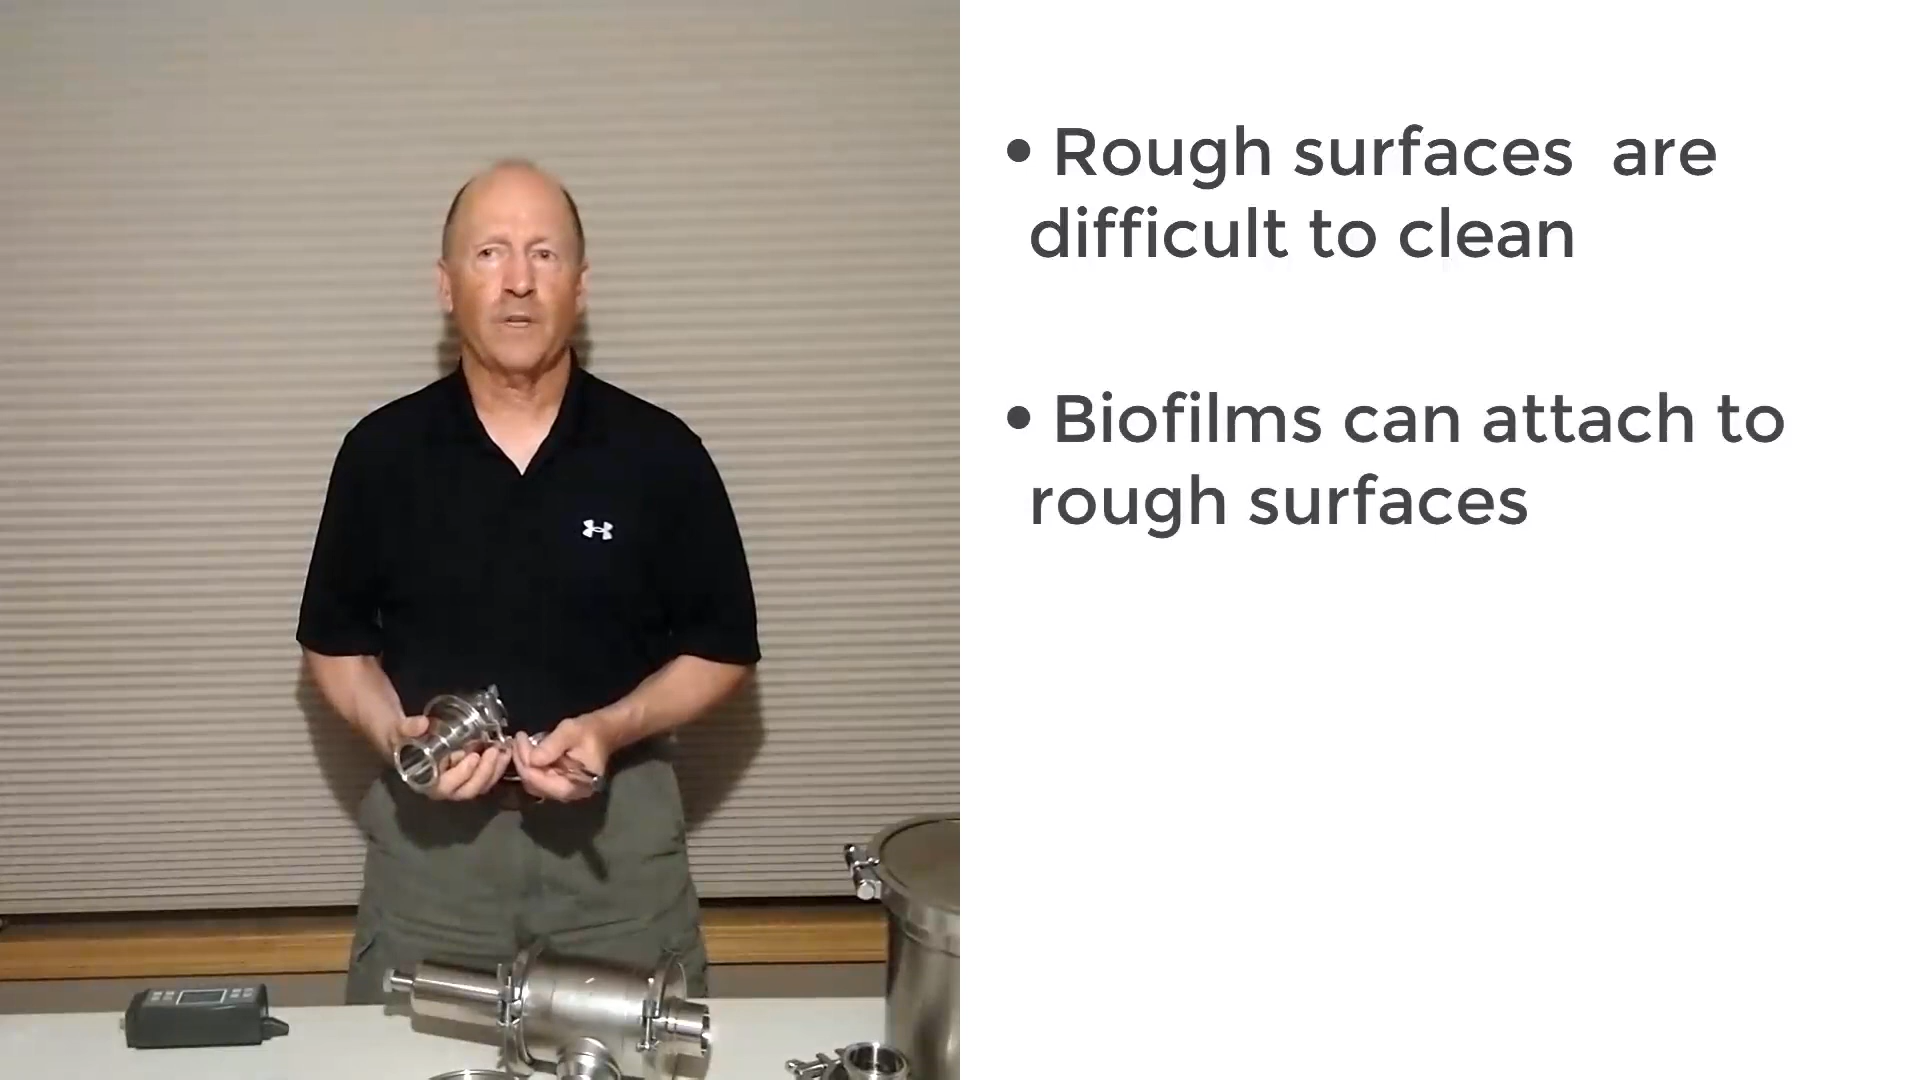 • Rough surfaces  are
difficult to clean
• Biofilms can attach to
rough surfaces